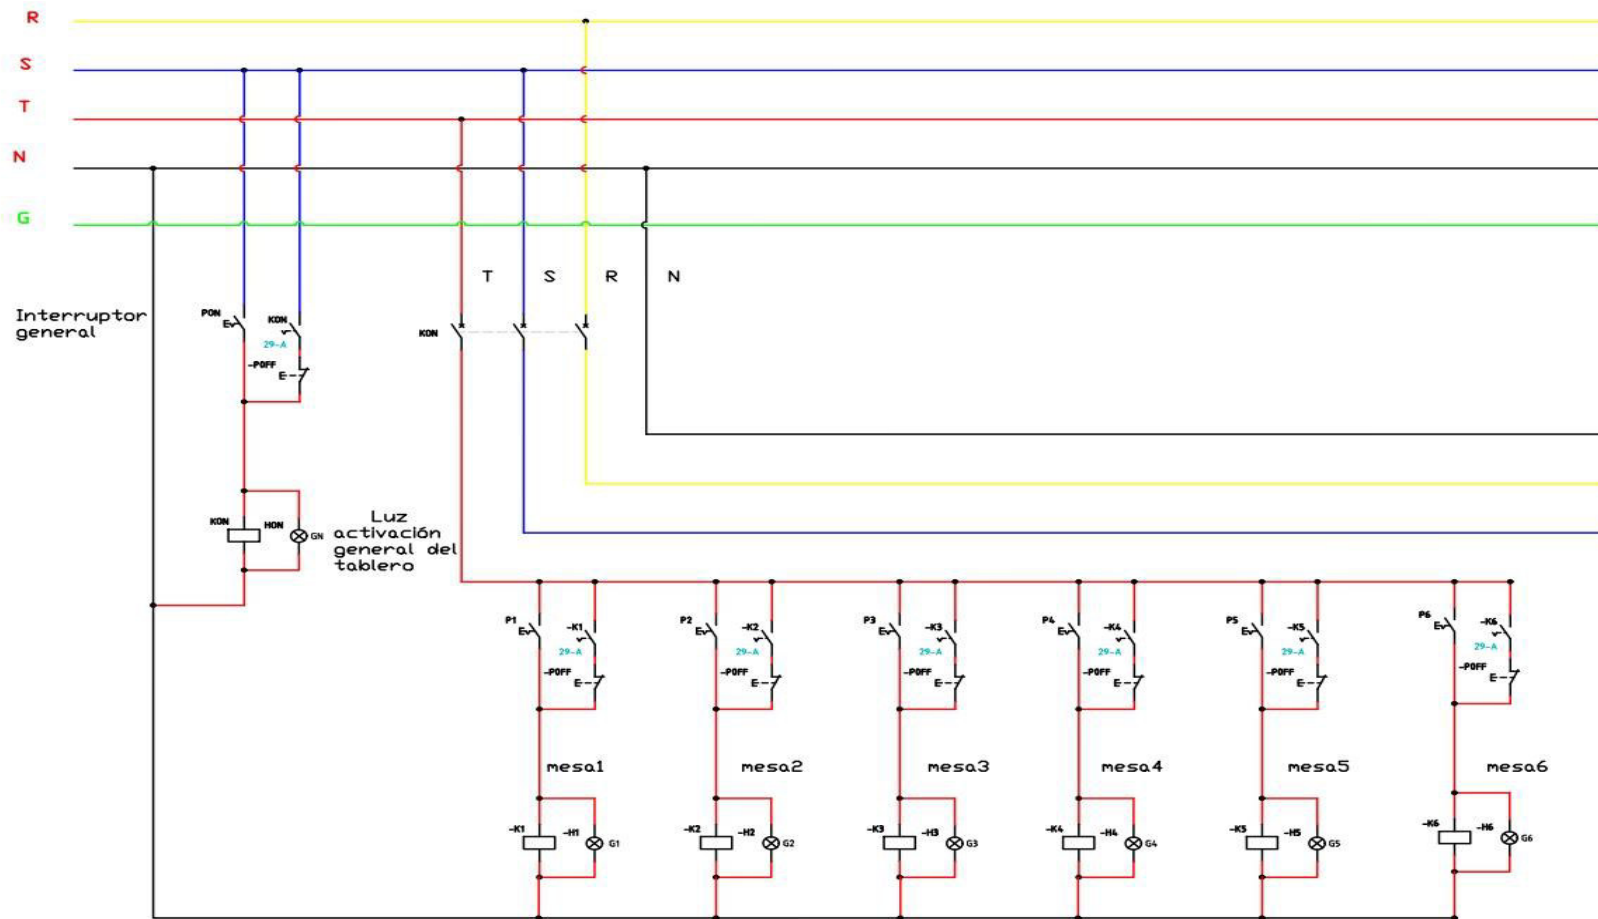 R
S
T
N
G
T S R N
Interruptor
general
PON
KON
29-A
-POFF
KON
KON
HON
GN
Luz
activación
general del
tablero
P1
-K1
29-A
-POFF
P2
-K2
29-A
-POFF
P3
-K3
29-A
-POFF
P4
-K4
29-A
-POFF
P5
-K5
29-A
-POFF
P6
-K6
29-A
-POFF
mesa1
mesa2
mesa3
mesa4
mesa5
mesa6
-K1
-H1
G1
-K2
-H2
G2
-K3
-H3
G3
-K4
-H4
G4
-K5
-H5
G5
-K6
-H6
G6